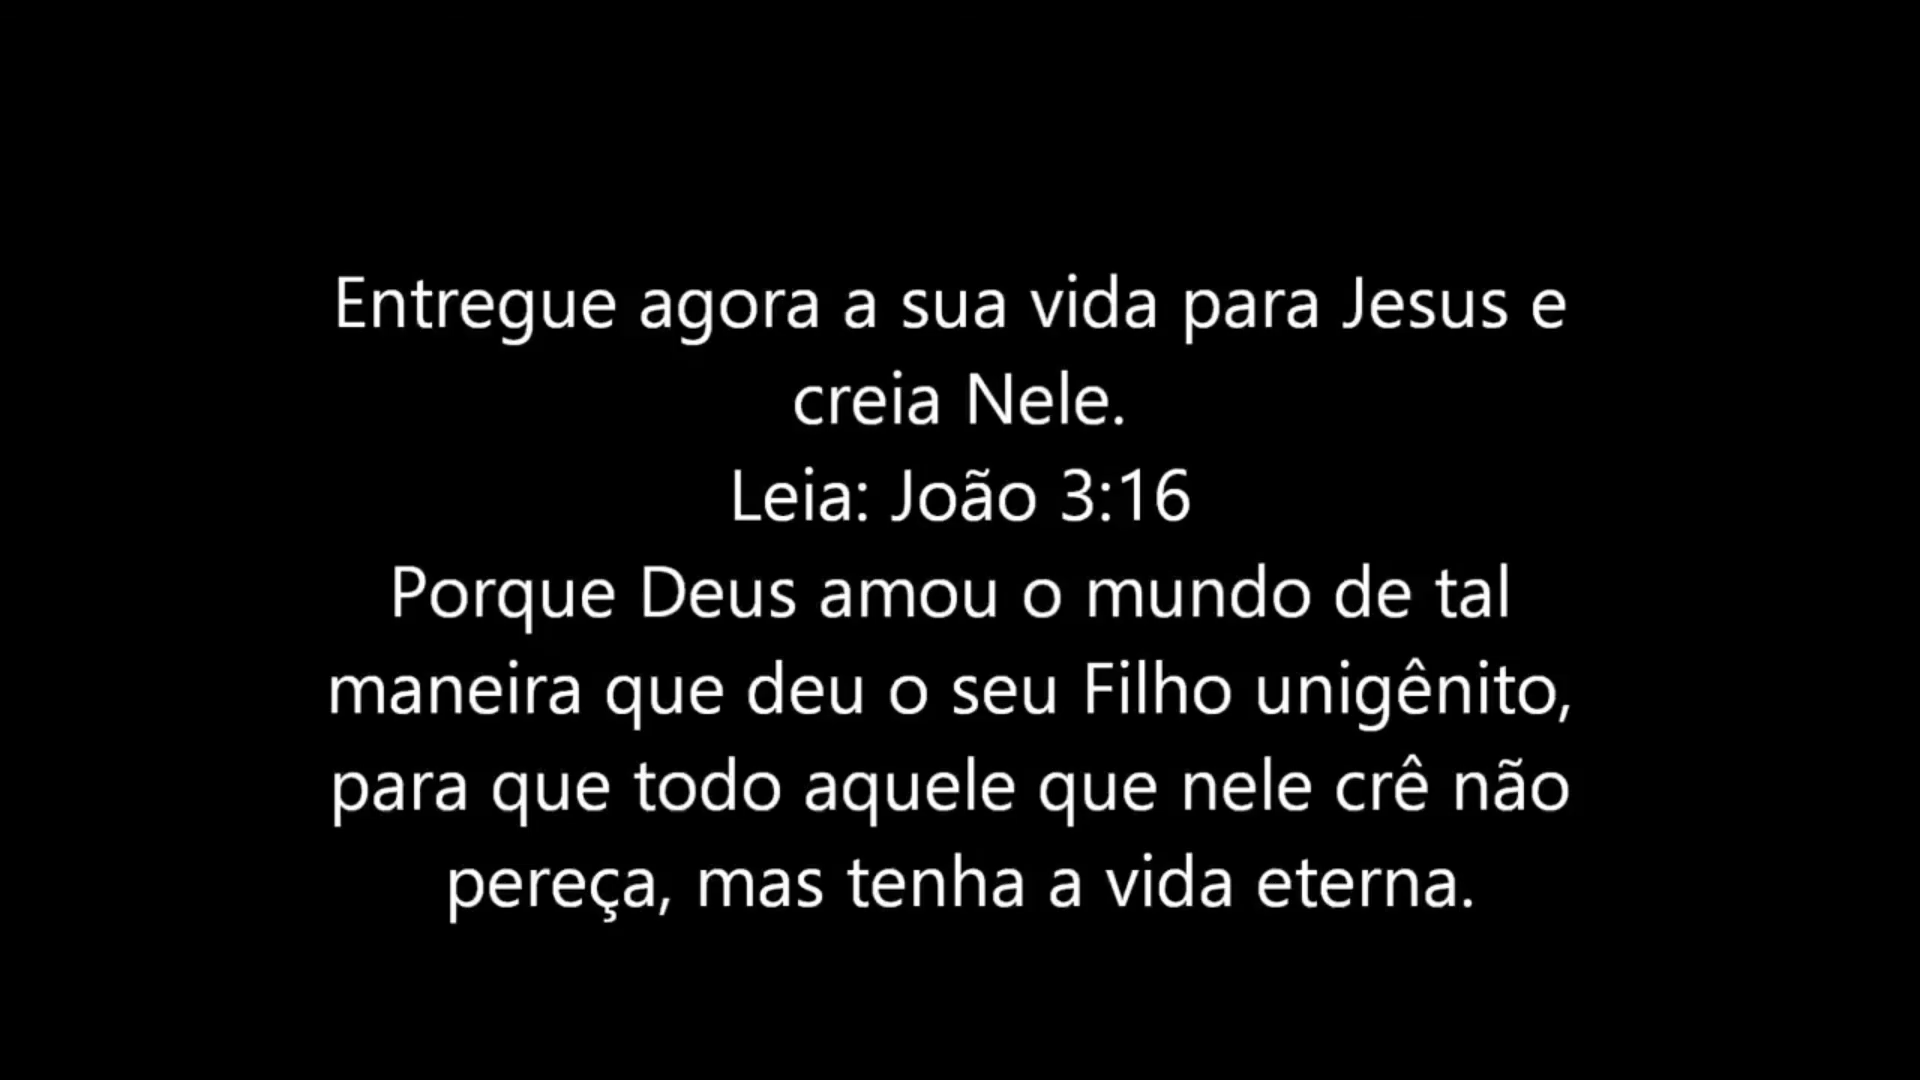 Entregue agora a sua vida para Jesus e
creia Nele.
Leia: João 3:16
Porque Deus amou o mundo de tal
maneira que deu o seu Filho unigênito,
para que todo aquele que nele crê não
pereça, mas tenha a vida eterna.